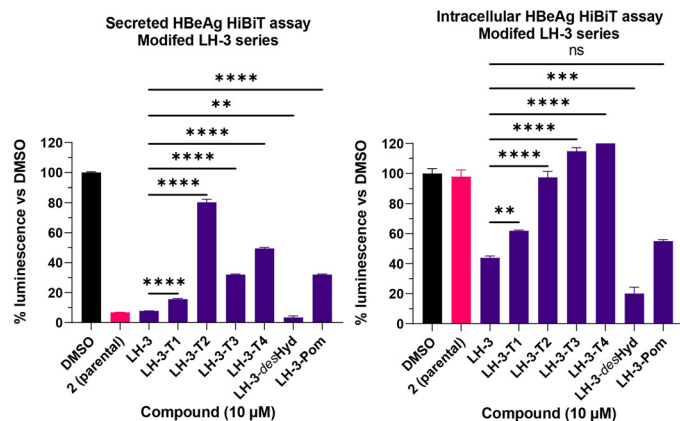 Secreted HBeAg HiBiT assay
Modifed LH-3 series
****
**
****
****
****
****
% luminescence vs DMSO
120
100
80
60
40
20
0
DMSO
2 (parental)
LH-3
LH-3-T1
LH-3-T2
LH-3-T3
LH-3-T4
LH-3-desHyd
LH-3-Pom
Compound (10 µM)
Intracellular HBeAg HiBiT assay
Modifed LH-3 series
ns
***
****
****
****
**
% luminescence vs DMSO
120
100
80
60
40
20
0
DMSO
2 (parental)
LH-3
LH-3-T1
LH-3-T2
LH-3-T3
LH-3-T4
LH-3-desHyd
LH-3-Pom
Compound (10 µM)